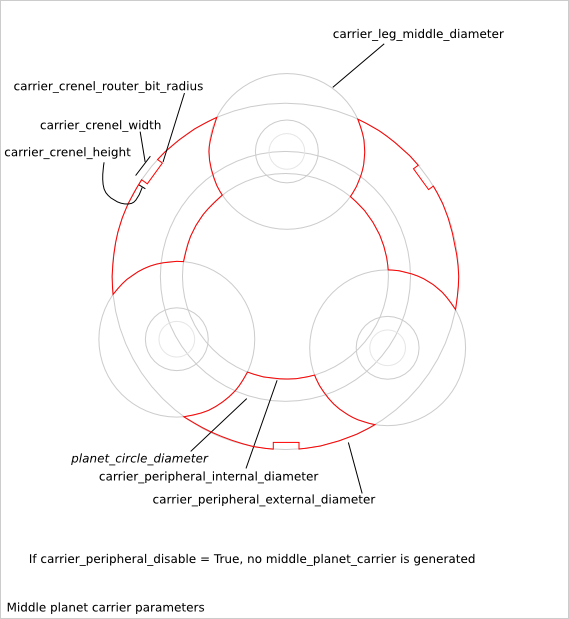 carrier_leg_middle_diameter
carrier_crenel_router_bit_radius
carrier_crenel_width
carrier_crenel_height
planet_circle_diameter
carrier_peripheral_internal_diameter
carrier_peripheral_external_diameter
If carrier_peripheral_disable = True, no middle_planet_carrier is generated
Middle planet carrier parameters